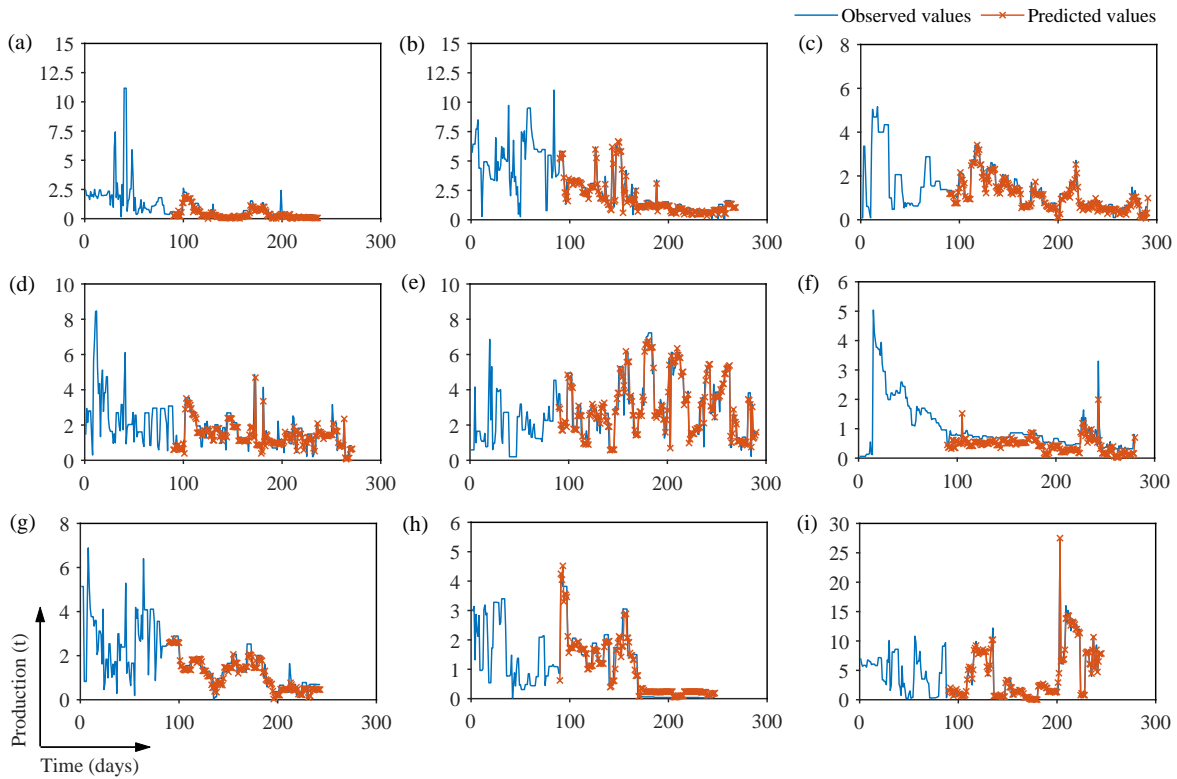 Observed values Predicted values
(a) (b) (c)
15 15 8
12.5 12.5
10 10 6
7.5 7.5 4
5 5
2.5 2.5 2
0 0 0
0 100 200 300 0 100 200 300 0 100 200 300
(d) (e) (f)
10 10 6
8 8 5
6 6 4
3
4 4
2
2 2 1
0 0 0
0 100 200 300 0 100 200 300 0 100 200 300
(g) (h) (i)
8 6 30
5 25
6
4 20
4 3 15
2 10
2
1 5
0 0 0
0 100 200 300 0 100 200 300 0 100 200 300
Production (t)
Time (days)